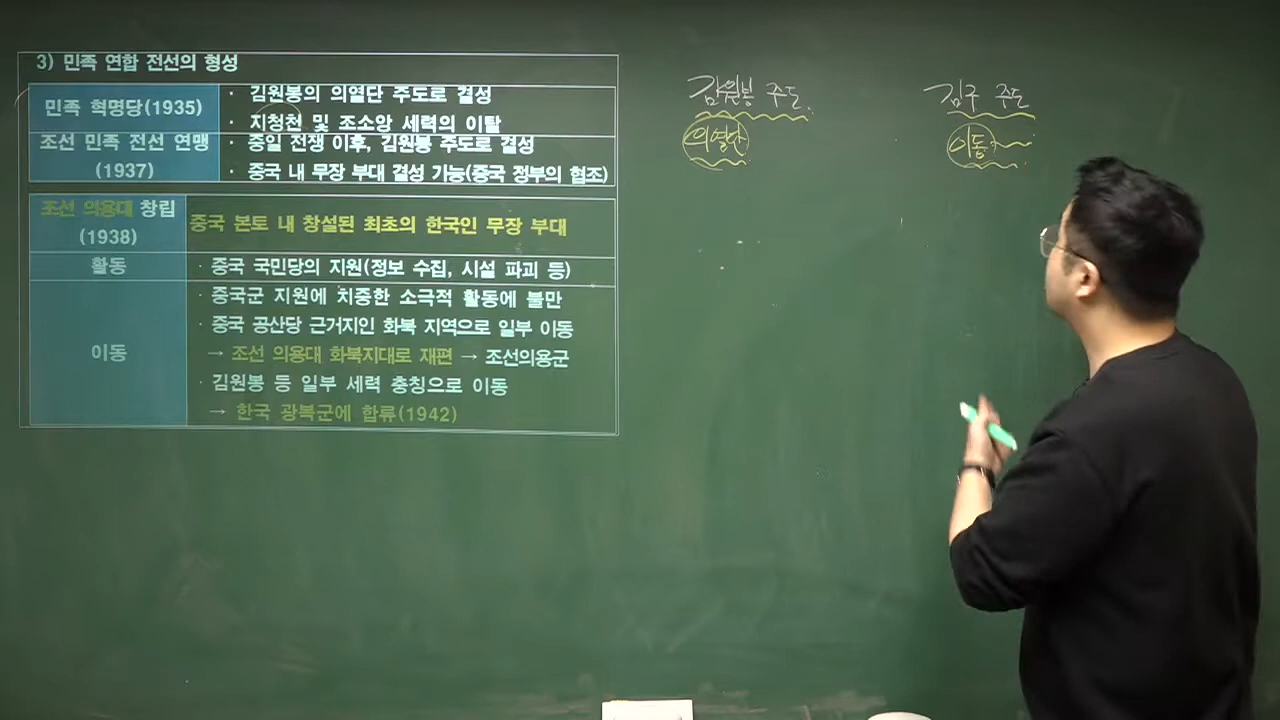 3) 민족 연합 전선의 형성
민족 혁명당(1935)
· 김원봉의 의열단 주도로 결성
· 지청천 및 조소앙 세력의 이탈
조선 민족 전선 연맹
(1937)
· 중일 전쟁 이후, 김원봉 주도로 결성
· 중국 내 무장 부대 결성 가능(중국 정부의 협조)
조선 의용대 창립
(1938)
중국 본토 내 창설된 최초의 한국인 무장 부대
활동
· 중국 국민당의 지원(정보 수집, 시설 파괴 등)
이동
· 중국군 지원에 치중한 소극적 활동에 불만
· 중국 공산당 근거지인 화북 지역으로 일부 이동
→ 조선 의용대 화북지대로 재편 → 조선의용군
· 김원봉 등 일부 세력 충칭으로 이동
→ 한국 광복군에 합류(1942)
김원봉 주도
의열단
김구 주도
이동